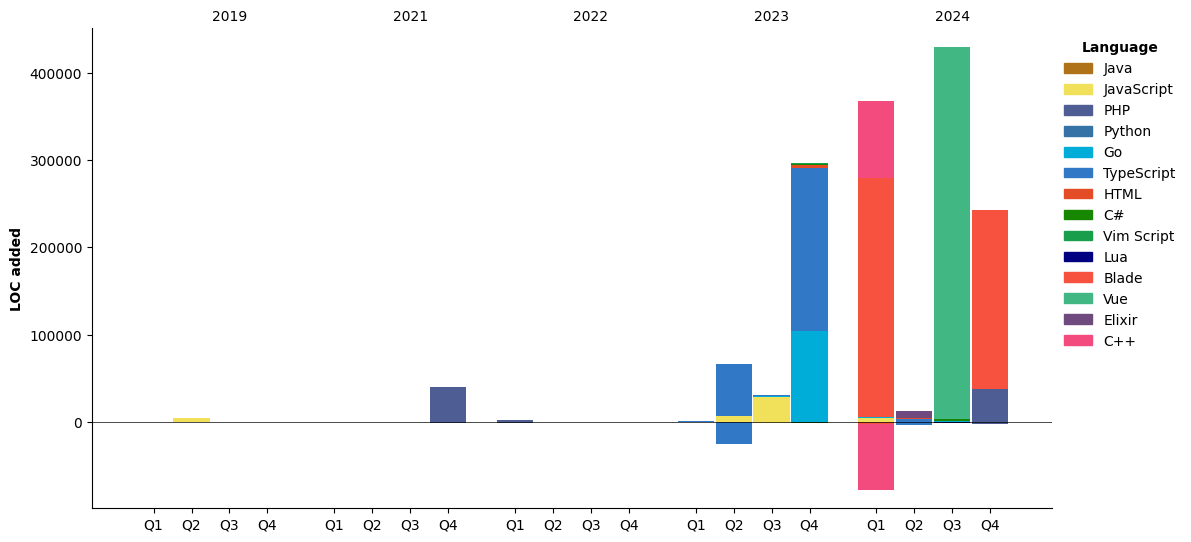 2019 2021 2022 2023 2024
LOC added
400000
300000
200000
100000
0
Q1 Q2 Q3 Q4 Q1 Q2 Q3 Q4 Q1 Q2 Q3 Q4 Q1 Q2 Q3 Q4 Q1 Q2 Q3 Q4
Language
Java
JavaScript
PHP
Python
Go
TypeScript
HTML
C#
Vim Script
Lua
Blade
Vue
Elixir
C++